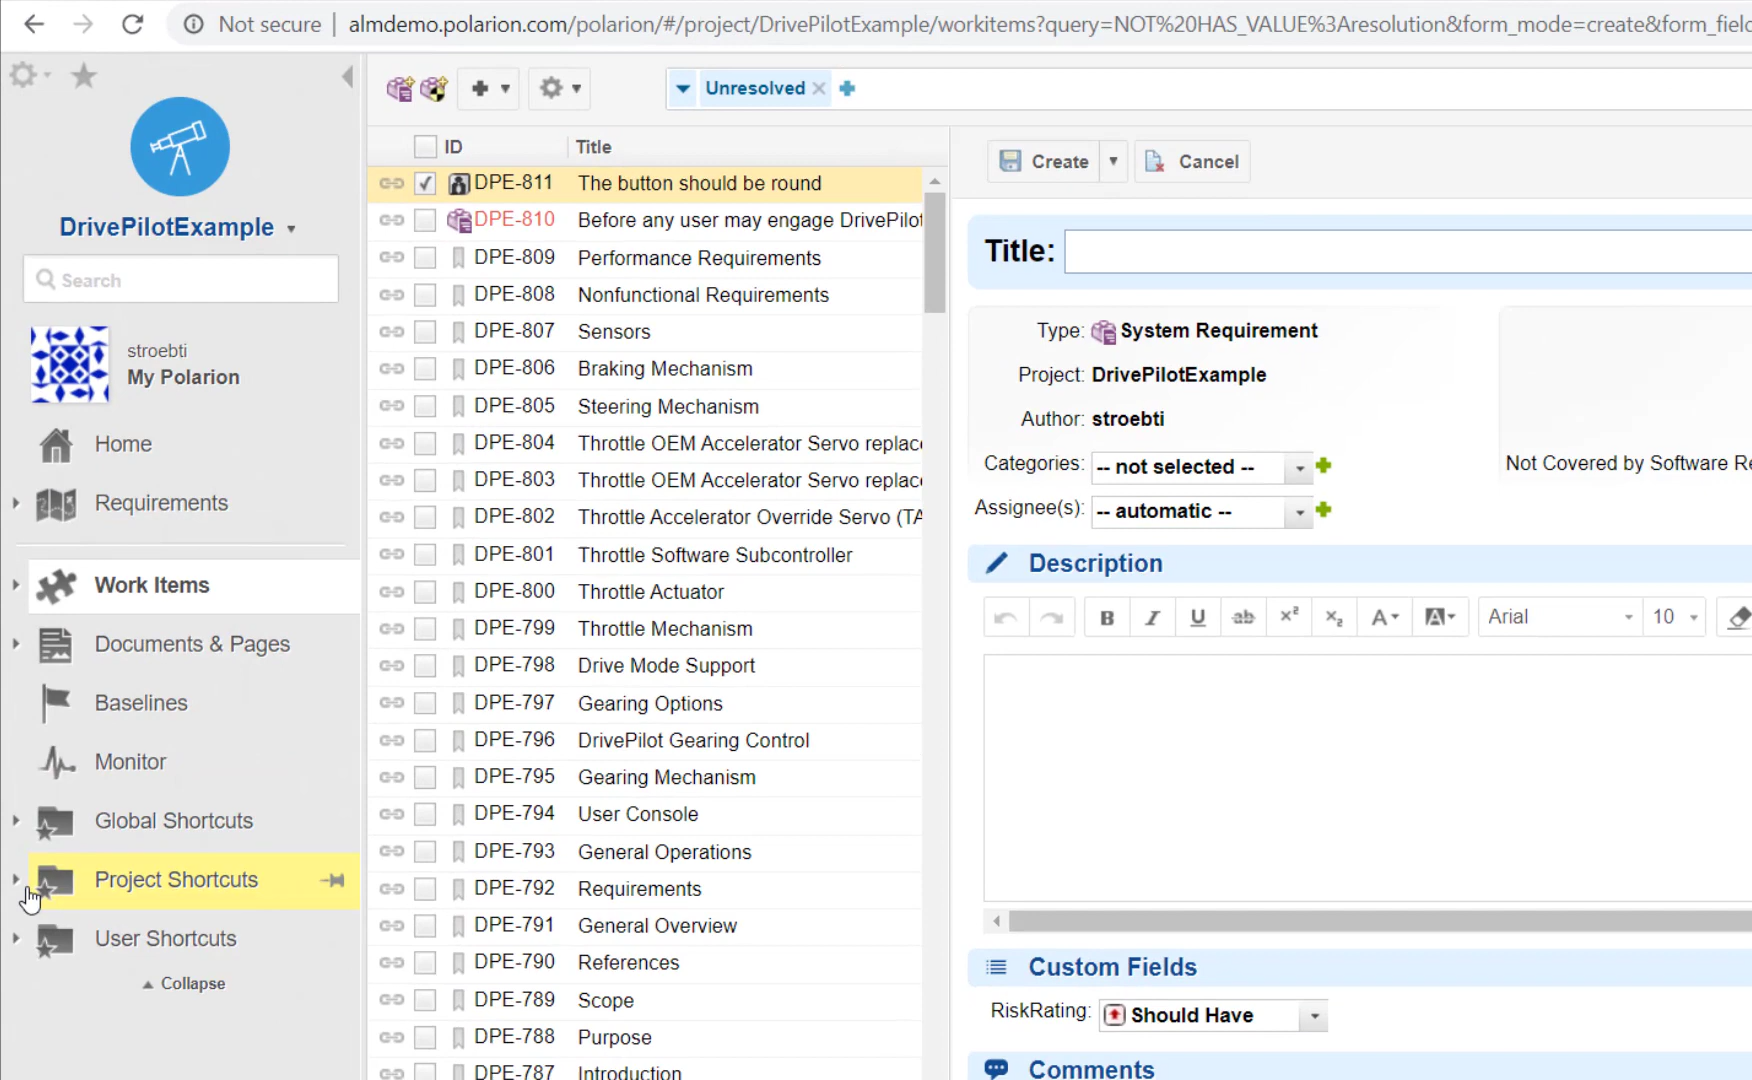 Not secure
almdemo.polarion.com/polarion/#/project/DrivePilotExample/workitems?query=NOT%20HAS_VALUE%3Aresolution&form_mode=create&form_fiel
DrivePilotExample
Search
stroebti
My Polarion
Home
Requirements
Work Items
Documents & Pages
Baselines
Monitor
Global Shortcuts
Project Shortcuts
User Shortcuts
Collapse
Unresolved
ID Title
DPE-811 The button should be round
DPE-810 Before any user may engage DrivePilot
DPE-809 Performance Requirements
DPE-808 Nonfunctional Requirements
DPE-807 Sensors
DPE-806 Braking Mechanism
DPE-805 Steering Mechanism
DPE-804 Throttle OEM Accelerator Servo replac
DPE-803 Throttle OEM Accelerator Servo replac
DPE-802 Throttle Accelerator Override Servo (TA
DPE-801 Throttle Software Subcontroller
DPE-800 Throttle Actuator
DPE-799 Throttle Mechanism
DPE-798 Drive Mode Support
DPE-797 Gearing Options
DPE-796 DrivePilot Gearing Control
DPE-795 Gearing Mechanism
DPE-794 User Console
DPE-793 General Operations
DPE-792 Requirements
DPE-791 General Overview
DPE-790 References
DPE-789 Scope
DPE-788 Purpose
DPE-787 Introduction
Create Cancel
Title:
Type: System Requirement
Project: DrivePilotExample
Author: stroebti
Categories: -- not selected --
Not Covered by Software Re
Assignee(s): -- automatic --
Description
B I U ab x² x₂ A A Arial 10
Custom Fields
RiskRating: Should Have
Comments